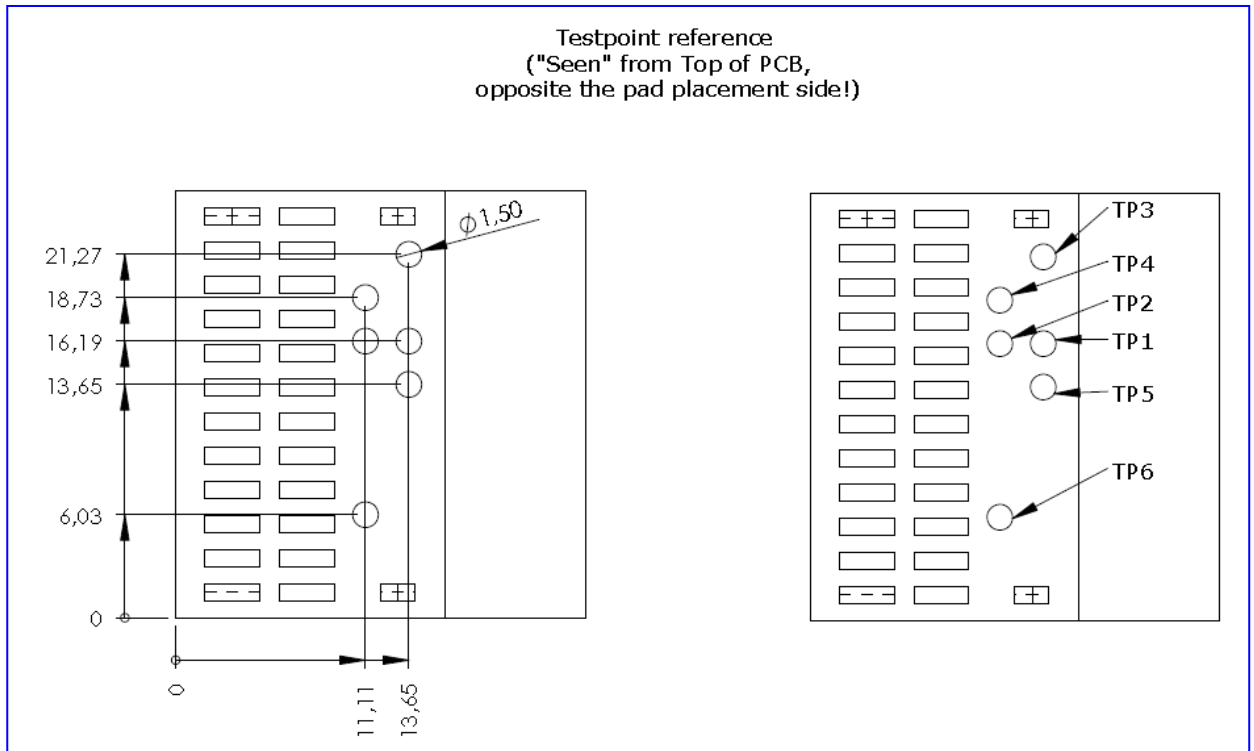 Testpoint reference
("Seen" from Top of PCB,
opposite the pad placement side!)
Ø 1,50
21,27
18,73
16,19
13,65
6,03
0
0
11,11
13,65
TP3
TP4
TP2
TP1
TP5
TP6